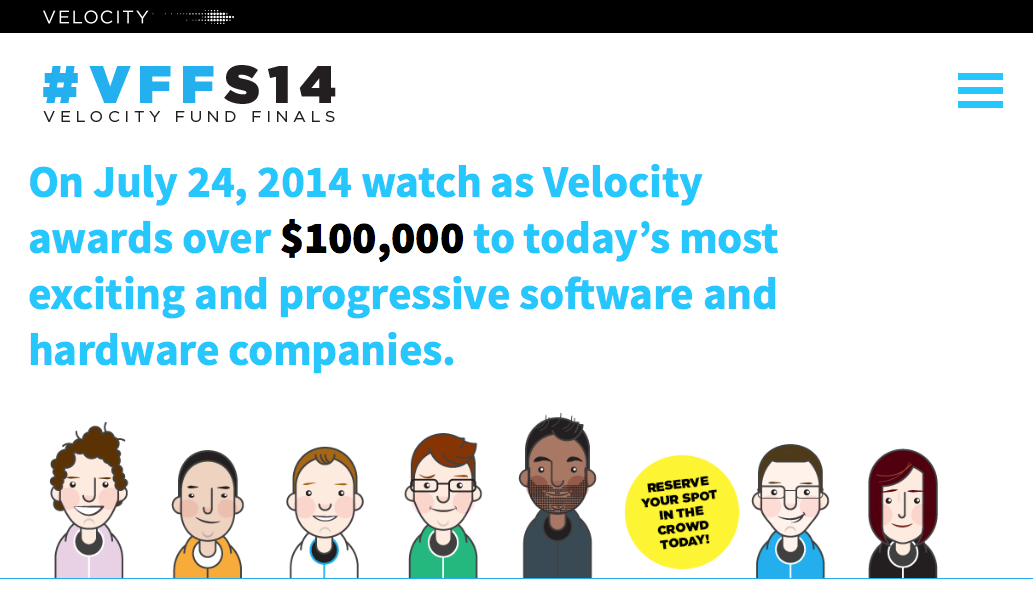 VELOCITY
#VFFS14
VELOCITY FUND FINALS
On July 24, 2014 watch as Velocity
awards over $100,000 to today’s most
exciting and progressive software and
hardware companies.
RESERVE
YOUR SPOT
IN THE
CROWD
TODAY!